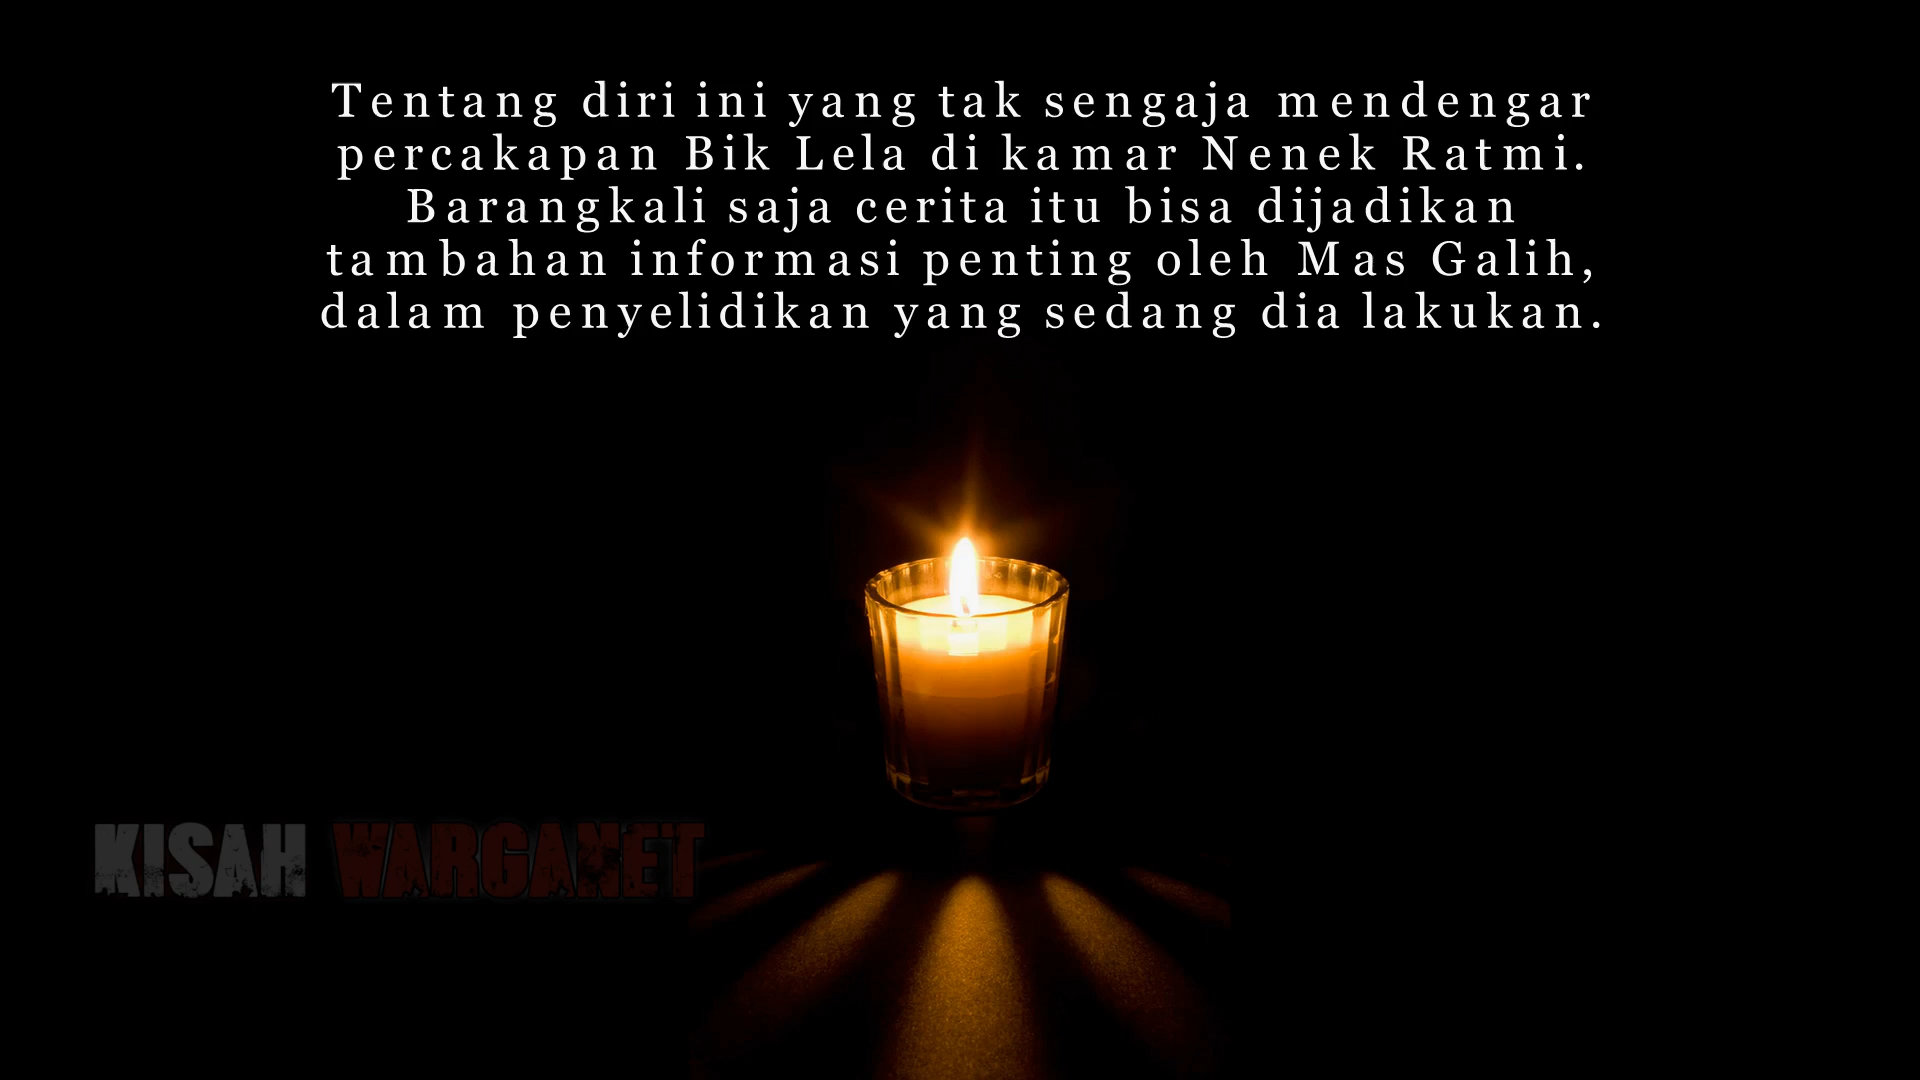 Tentang diri ini yang tak sengaja mendengar
percakapan Bik Lela di kamar Nenek Ratmi.
Barangkali saja cerita itu bisa dijadikan
tambahan informasi penting oleh Mas Galih,
dalam penyelidikan yang sedang dia lakukan.
KISAH WARGANET